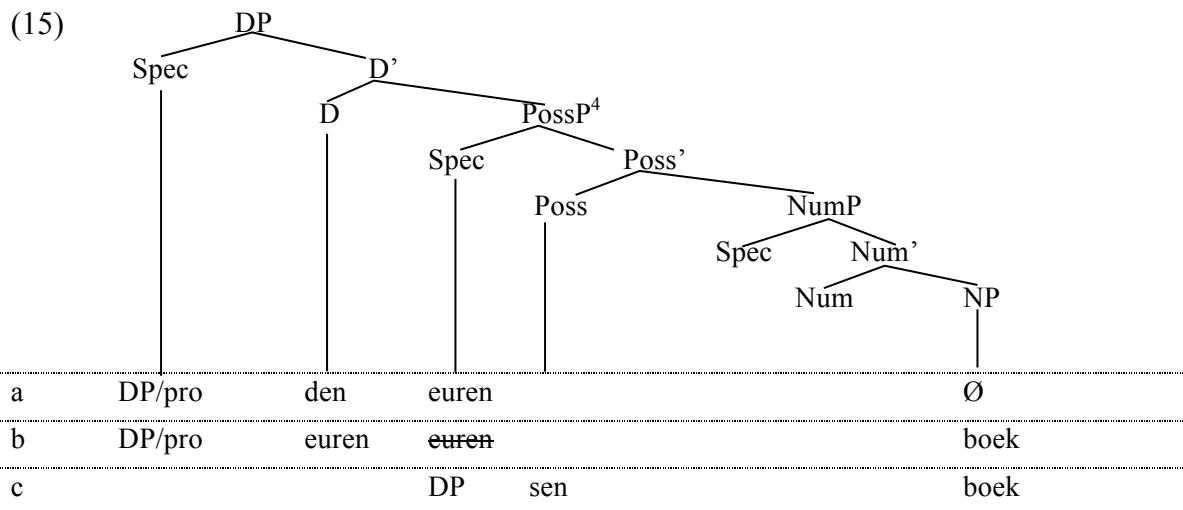 (15) DP
Spec D’
D PossP4
Spec Poss’
Poss NumP
Spec Num’
Num NP
a DP/pro den euren Ø
b DP/pro euren euren boek
c DP sen boek